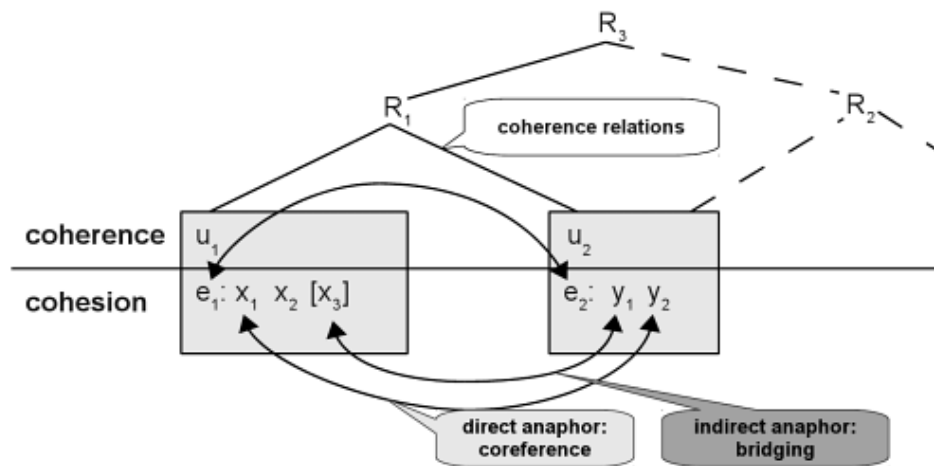 R₃
R₁
R₂
coherence relations
coherence
u₁
u₂
cohesion
e₁: x₁ x₂ [x₃]
e₂: y₁ y₂
direct anaphor:
coreference
indirect anaphor:
bridging